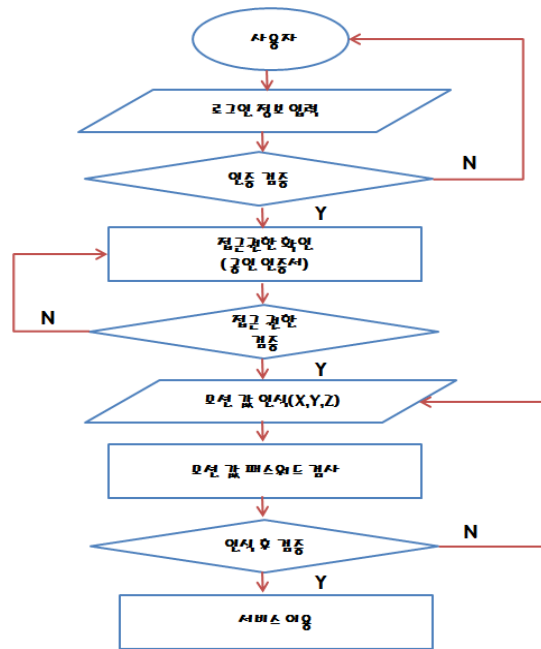 사용자
로그인 정보 입력
인증 검증
N
Y
접근권한 확인
(공인 인증서)
N
접근 권한
검증
Y
모션 값 인식(X,Y,Z)
모션 값 패스워드 검사
인식 후 검증
N
Y
서비스 이용